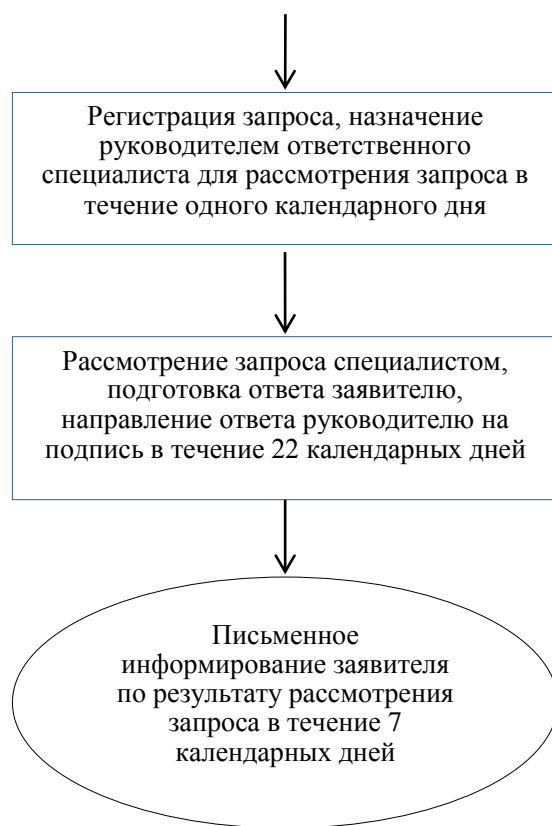 Регистрация запроса, назначение
руководителем ответственного
специалиста для рассмотрения запроса в
течение одного календарного дня
Рассмотрение запроса специалистом,
подготовка ответа заявителю,
направление ответа руководителю на
подпись в течение 22 календарных дней
Письменное
информирование заявителя
по результату рассмотрения
запроса в течение 7
календарных дней